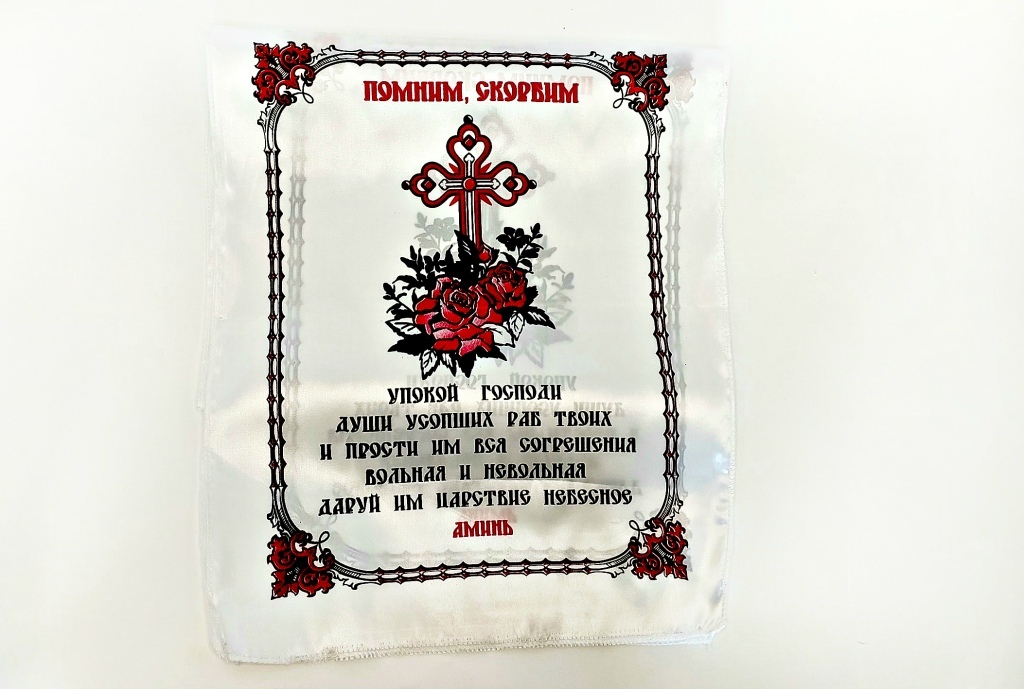 ПОМНИМ, СКОРБИМ
УПОКОЙ ГОСПОДИ
ДУШИ УСОПШИХ РАБ ТВОИХ
И ПРОСТИ ИМ ВСЯ СОГРЕШЕНИЯ
ВОЛЬНАЯ И НЕВОЛЬНАЯ
ДАРУЙ ИМ ЦАРСТВИЕ НЕБЕСНОЕ
АМИНЬ